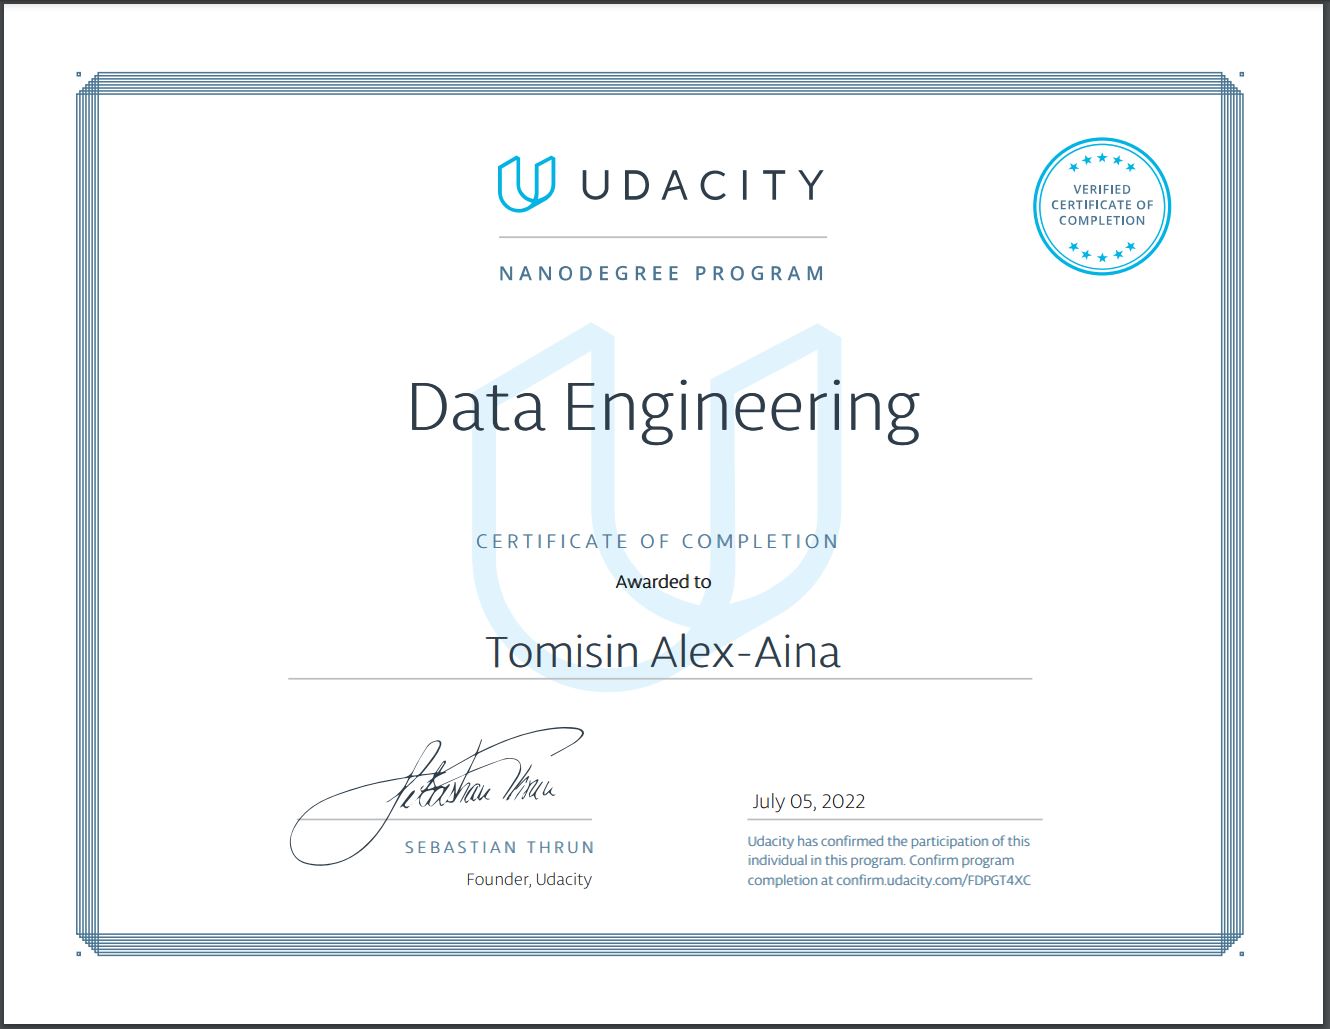 UDACITY
VERIFIED
CERTIFICATE OF
COMPLETION
NANODEGREE PROGRAM
Data Engineering
CERTIFICATE OF COMPLETION
Awarded to
Tomisin Alex-Aina
Sebastian Thrun
SEBASTIAN THRUN
Founder, Udacity
July 05, 2022
Udacity has confirmed the participation of this
individual in this program. Confirm program
completion at confirm.udacity.com/FDPGT4XC